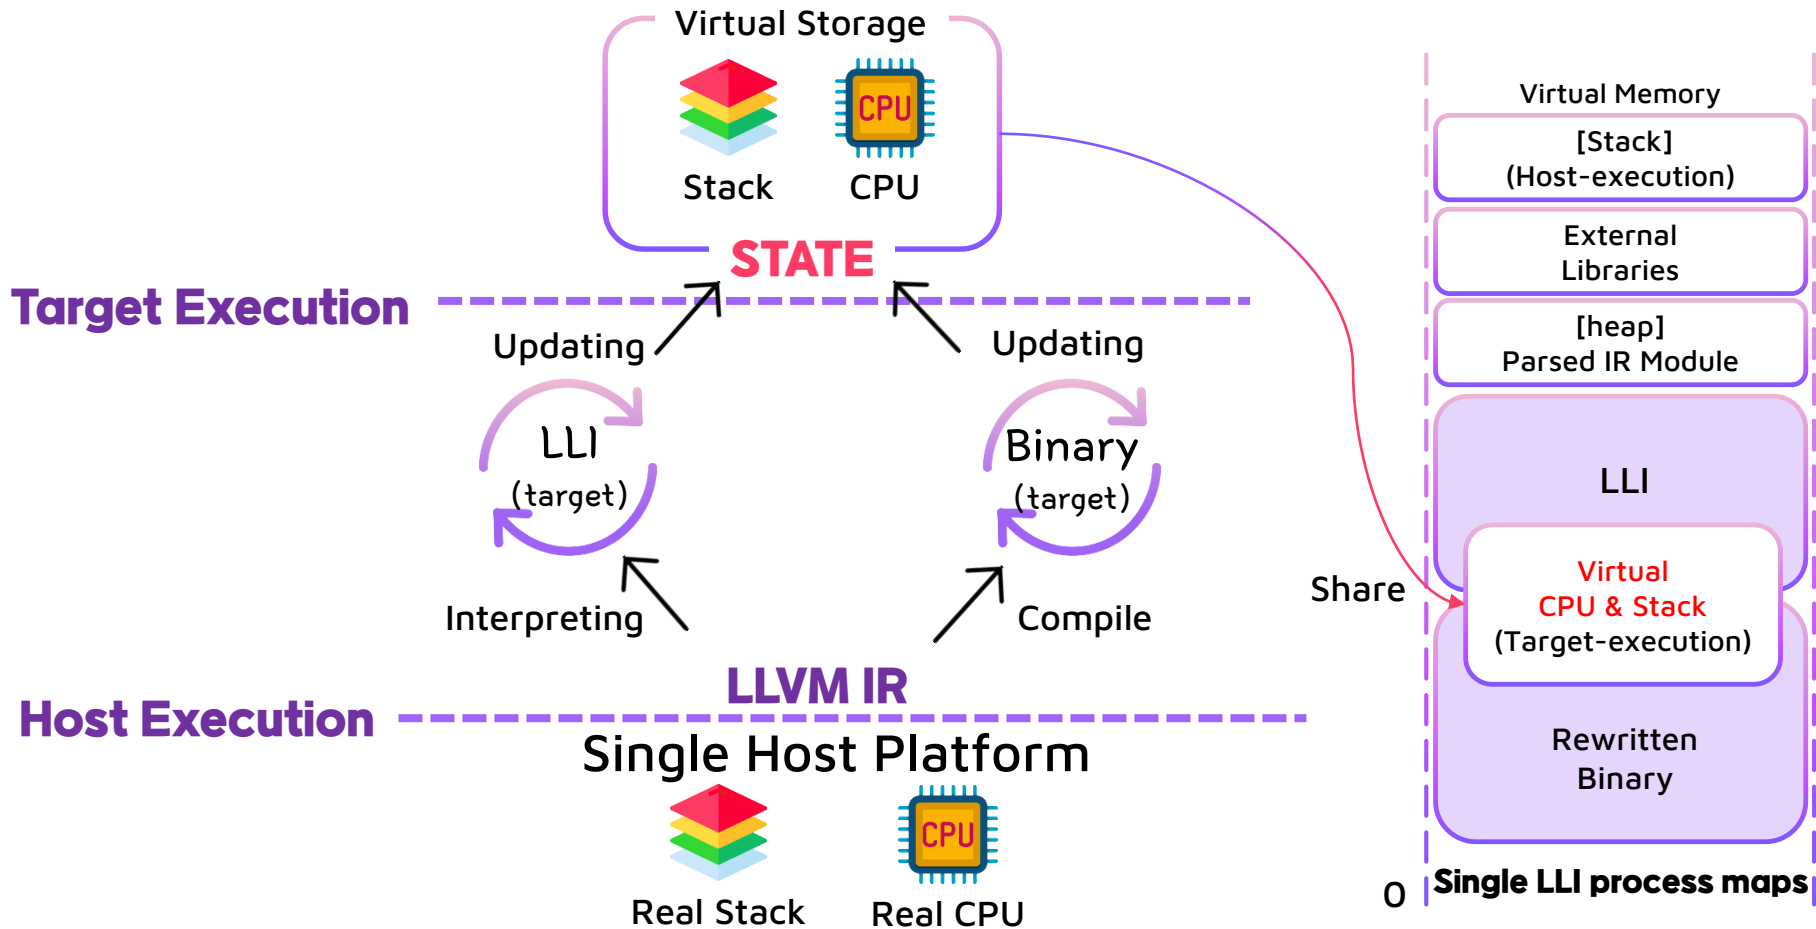 Virtual Storage
CPU
Stack
CPU
STATE
Target Execution
Updating
Updating
LLI
(target)
Binary
(target)
Interpreting
Compile
LLVM IR
Host Execution
Single Host Platform
CPU
Real Stack
Real CPU
Share
Virtual Memory
[Stack]
(Host-execution)
External
Libraries
[heap]
Parsed IR Module
LLI
Virtual
CPU & Stack
(Target-execution)
Rewritten
Binary
0
Single LLI process maps